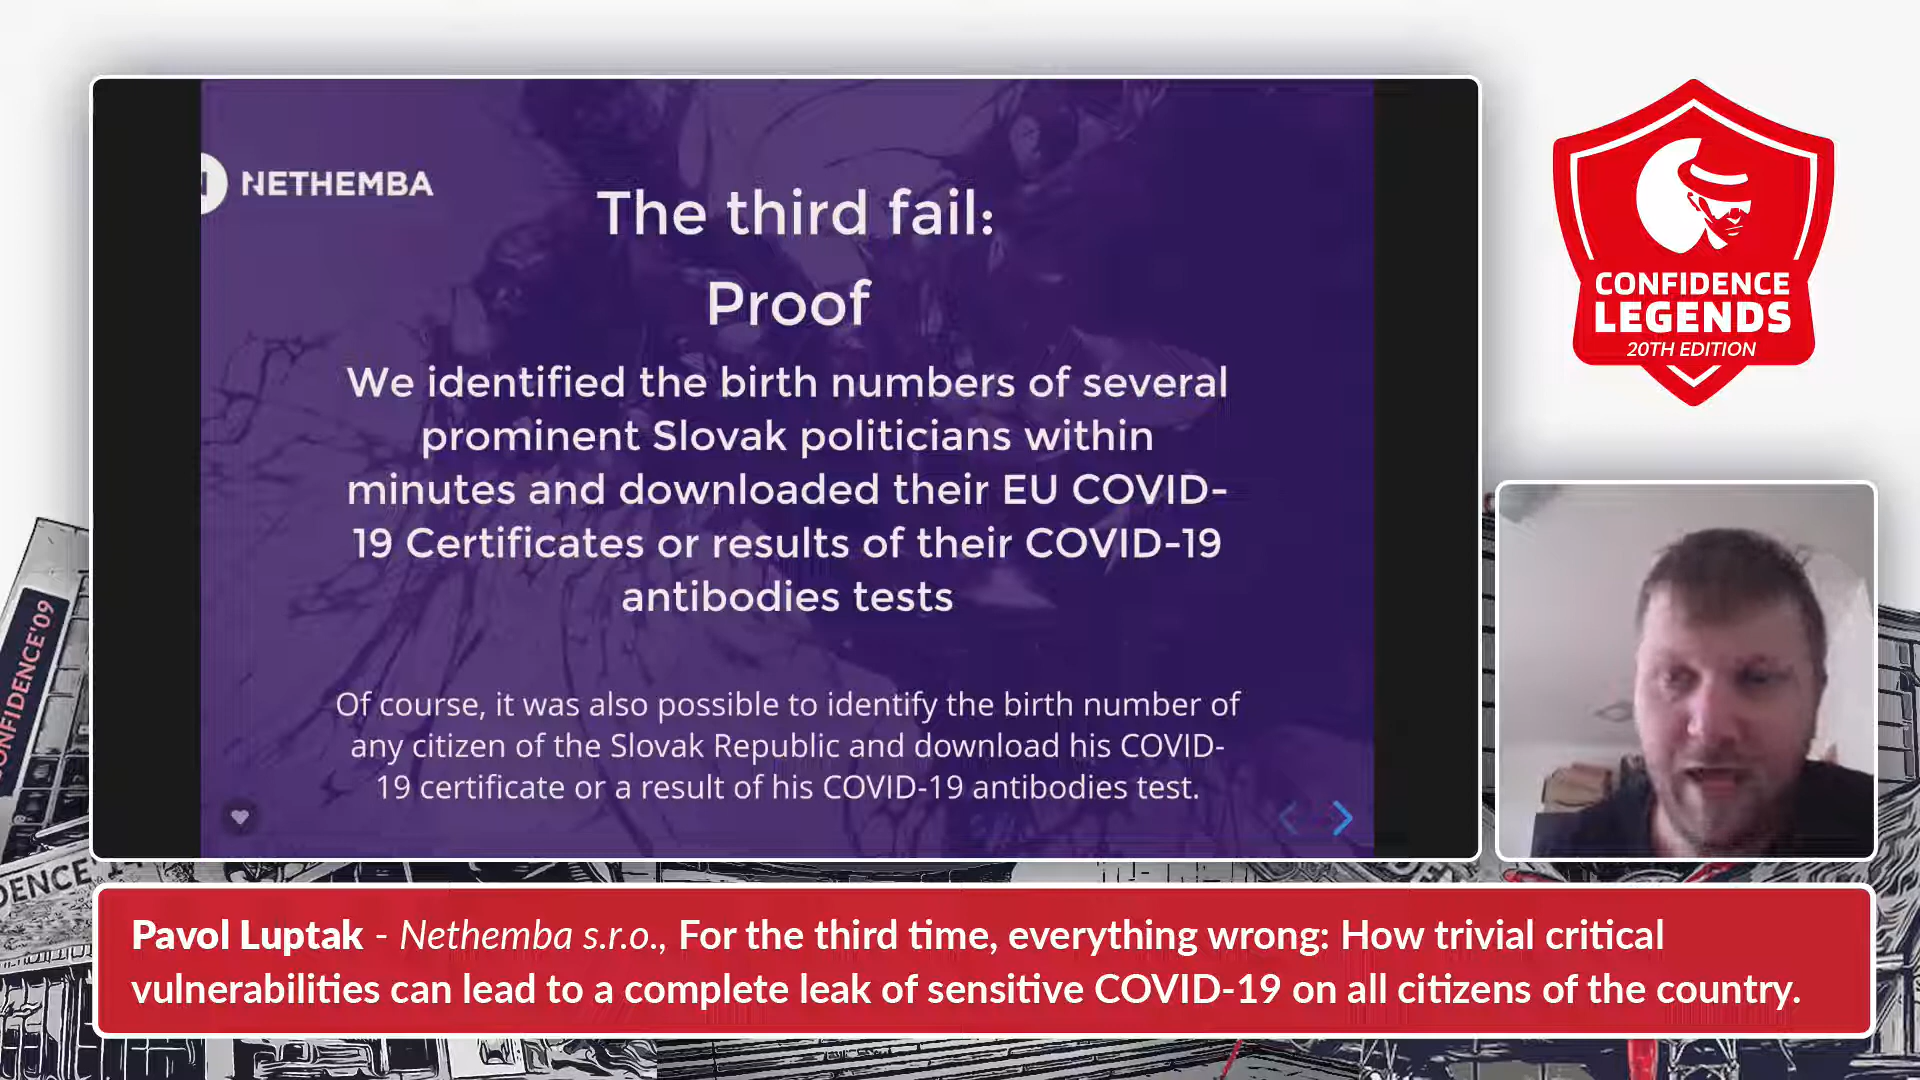 NETHEMBA
The third fail:
Proof
We identified the birth numbers of several
prominent Slovak politicians within
minutes and downloaded their EU COVID-
19 Certificates or results of their COVID-19
antibodies tests
Of course, it was also possible to identify the birth number of
any citizen of the Slovak Republic and download his COVID-
19 certificate or a result of his COVID-19 antibodies test.
CONFIDENCE
LEGENDS
20TH EDITION
CONFIDENCE'09
Pavol Luptak - Nethemba s.r.o., For the third time, everything wrong: How trivial critical
vulnerabilities can lead to a complete leak of sensitive COVID-19 on all citizens of the country.